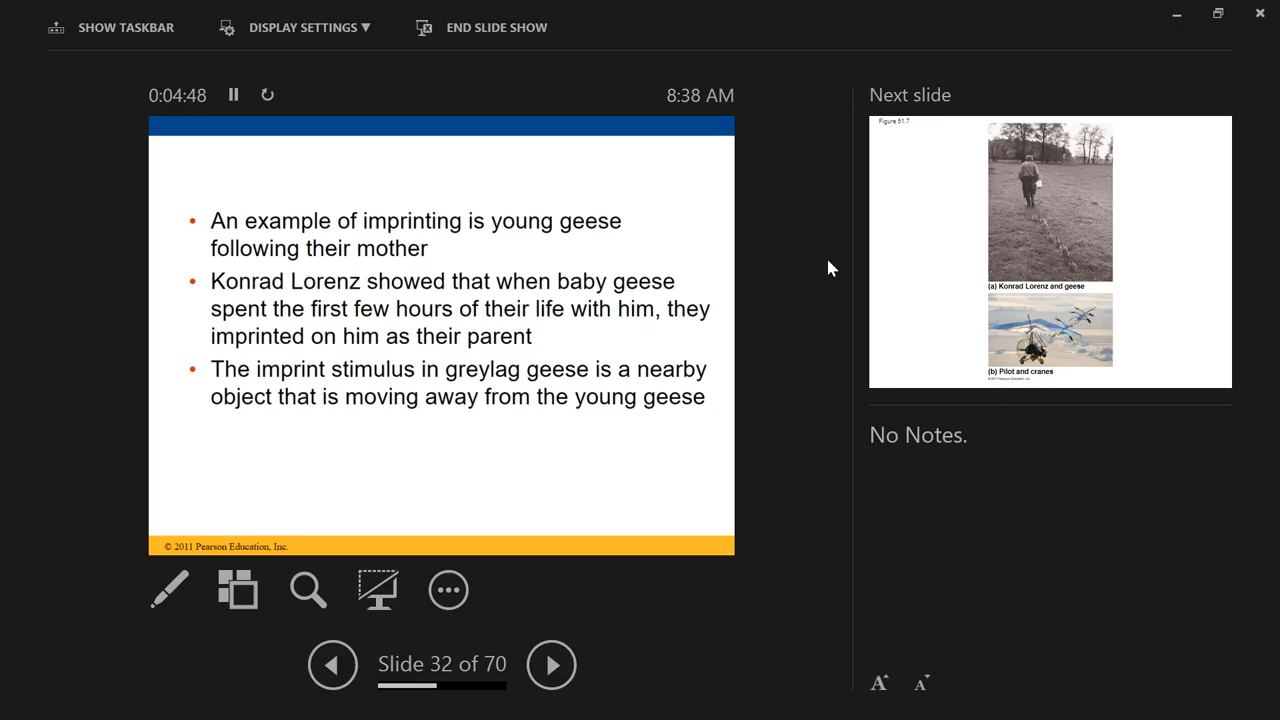 SHOW TASKBAR
DISPLAY SETTINGS ▼
END SLIDE SHOW
0:04:48
8:38 AM
• An example of imprinting is young geese
following their mother
• Konrad Lorenz showed that when baby geese
spent the first few hours of their life with him, they
imprinted on him as their parent
• The imprint stimulus in greylag geese is a nearby
object that is moving away from the young geese
© 2011 Pearson Education, Inc.
Slide 32 of 70
Next slide
Figure 51.7
(a) Konrad Lorenz and geese
(b) Pilot and cranes
© 2011 Pearson Education, Inc.
No Notes.
A A